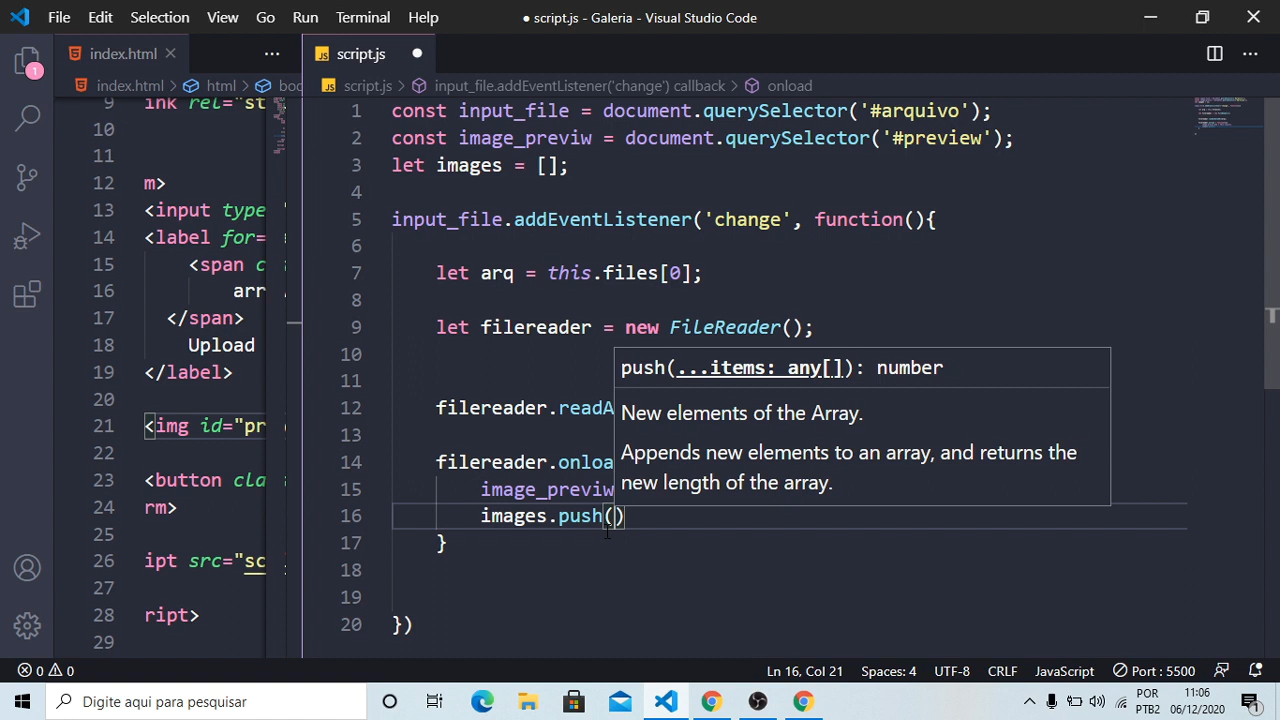 File Edit Selection View Go Run Terminal Help ● script.js - Galeria - Visual Studio Code
index.html
JS script.js
index.html > html >
JS script.js > input_file.addEventListener('change') callback > onload
9 ink rel="st
10
11
12 m>
13 <input type
14 <label for=
15 <span c
16 arr
17 </span>
18 Upload
19 </label>
20
21 <img id="pr
22
23 <button clas
24 rm>
25
26 ipt src="sc
27
28 ript>
29
1 const input_file = document.querySelector('#arquivo');
2 const image_previw = document.querySelector('#preview');
3 let images = [];
4
5 input_file.addEventListener('change', function(){
6
7 let arq = this.files[0];
8
9 let filereader = new FileReader();
10
11
12 filereader.readA
13
14 filereader.onloa
15 image_previw
16 images.push()
17 }
18
19
20 })
push(...items: any[]): number
New elements of the Array.
Appends new elements to an array, and returns the
new length of the array.
1
0 0 Ln 16, Col 21 Spaces: 4 UTF-8 CRLF JavaScript Port : 5500
Digite aqui para pesquisar
POR 11:06
PTB2 06/12/2020
1